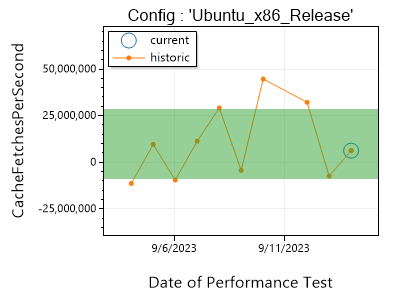 Config : 'Ubuntu_x86_Release'
current
historic
50,000,000
25,000,000
0
-25,000,000
CacheFetchesPerSecond
9/6/2023
9/11/2023
Date of Performance Test